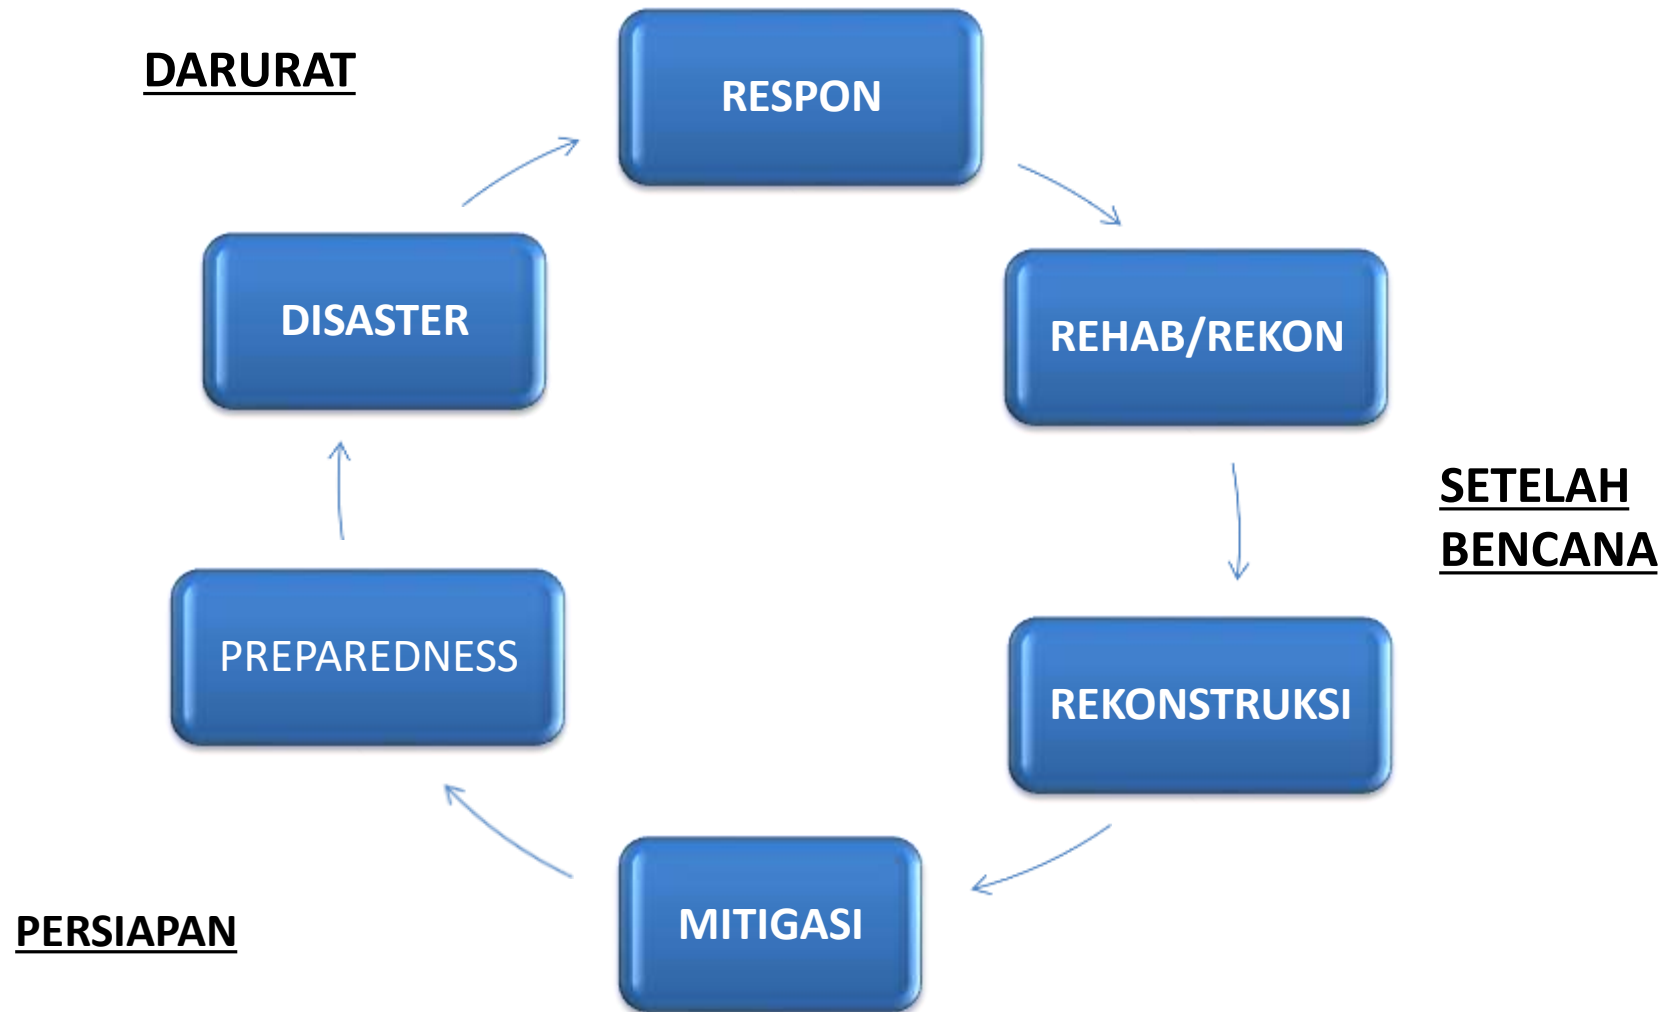 DARURAT
RESPON
DISASTER
REHAB/REKON
SETELAH
BENCANA
PREPAREDNESS
REKONSTRUKSI
MITIGASI
PERSIAPAN